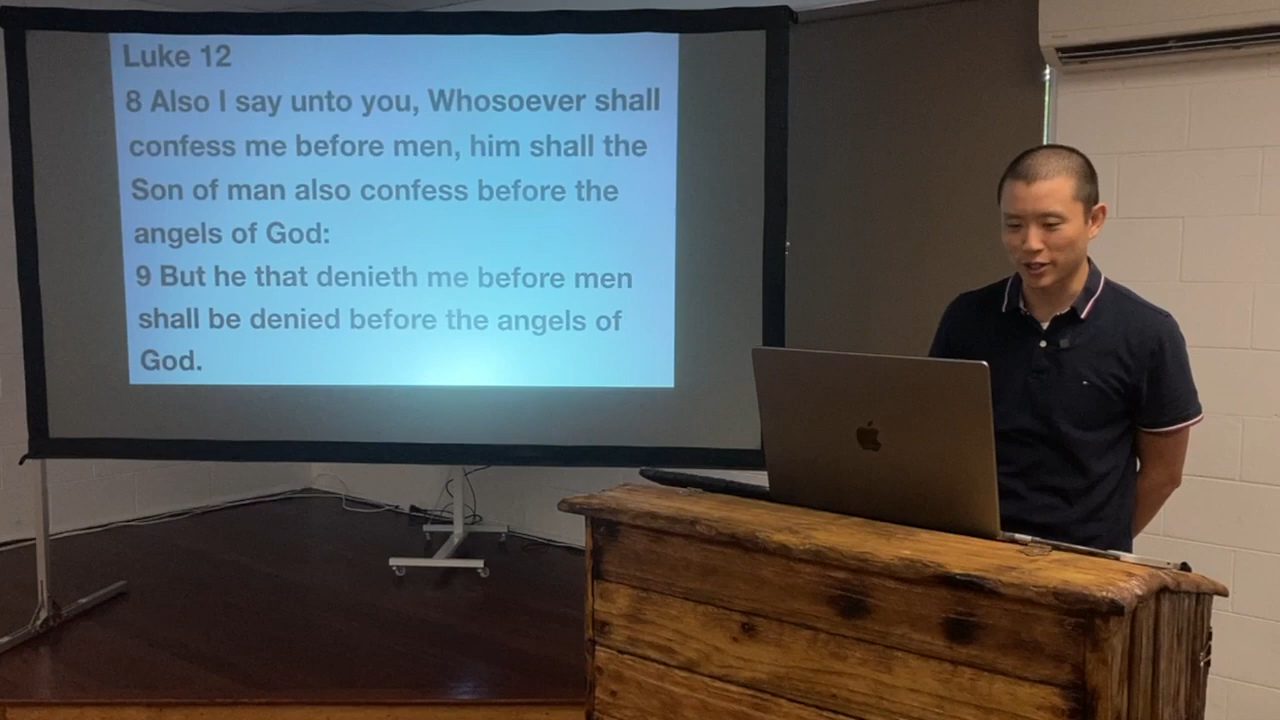 Luke 12
8 Also I say unto you, Whosoever shall
confess me before men, him shall the
Son of man also confess before the
angels of God:
9 But he that denieth me before men
shall be denied before the angels of
God.